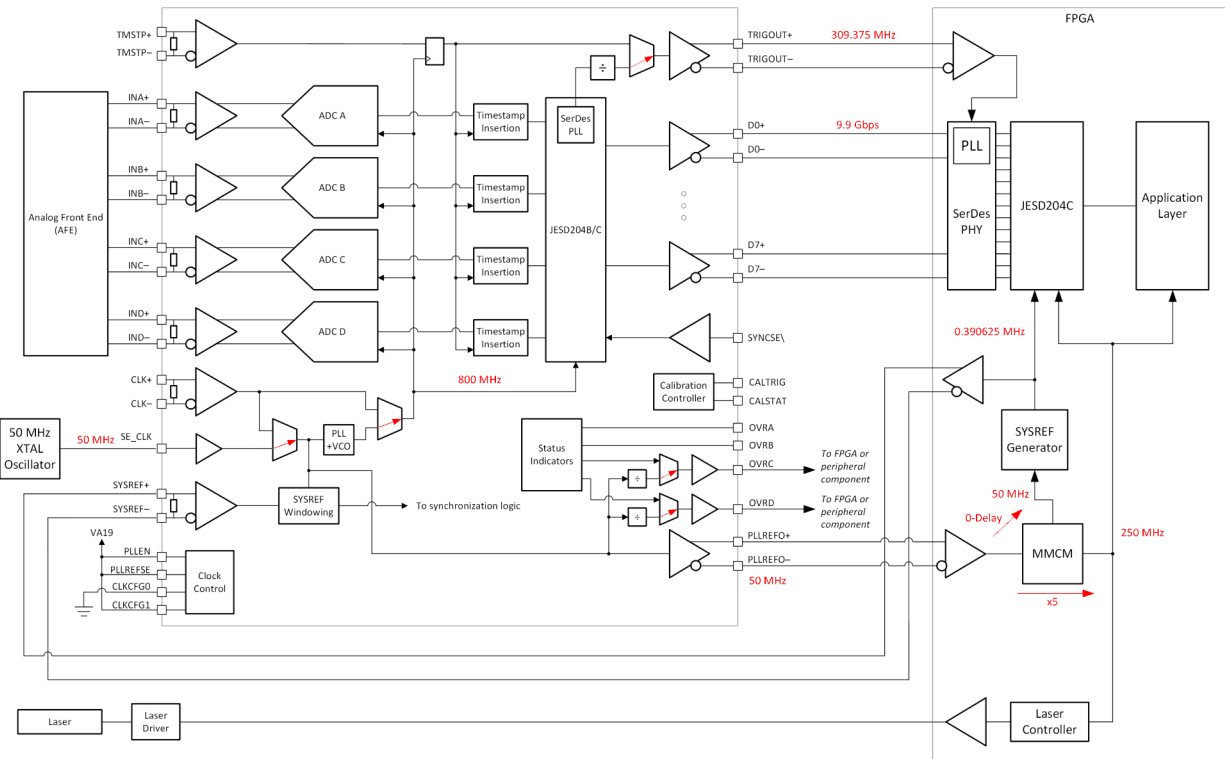 FPGA
TMSTP+
TMSTP–
TRIGOUT+
309.375 MHz
TRIGOUT–
÷
Analog Front End
(AFE)
INA+
INA–
ADC A
Timestamp
Insertion
SerDes
PLL
D0+
9.9 Gbps
D0–
PLL
INB+
INB–
ADC B
Timestamp
Insertion
JESD204B/C
SerDes
PHY
JESD204C
Application
Layer
INC+
INC–
ADC C
Timestamp
Insertion
D7+
D7–
IND+
IND–
ADC D
Timestamp
Insertion
SYNCSE\
0.390625 MHz
CLK+
CLK–
800 MHz
Calibration
Controller
CALTRIG
CALSTAT
50 MHz
XTAL
Oscillator
50 MHz
SE_CLK
PLL
+VCO
Status
Indicators
OVRA
OVRB
OVRC
÷
To FPGA or
peripheral
component
SYSREF
Generator
SYSREF+
SYSREF–
SYSREF
Windowing
To synchronization logic
OVRD
÷
To FPGA or
peripheral
component
50 MHz
0-Delay
VA19
PLLEN
PLLREFSE
CLKCFG0
CLKCFG1
Clock
Control
PLLREFO+
PLLREFO–
50 MHz
MMCM
x5
250 MHz
Laser
Laser
Driver
Laser
Controller